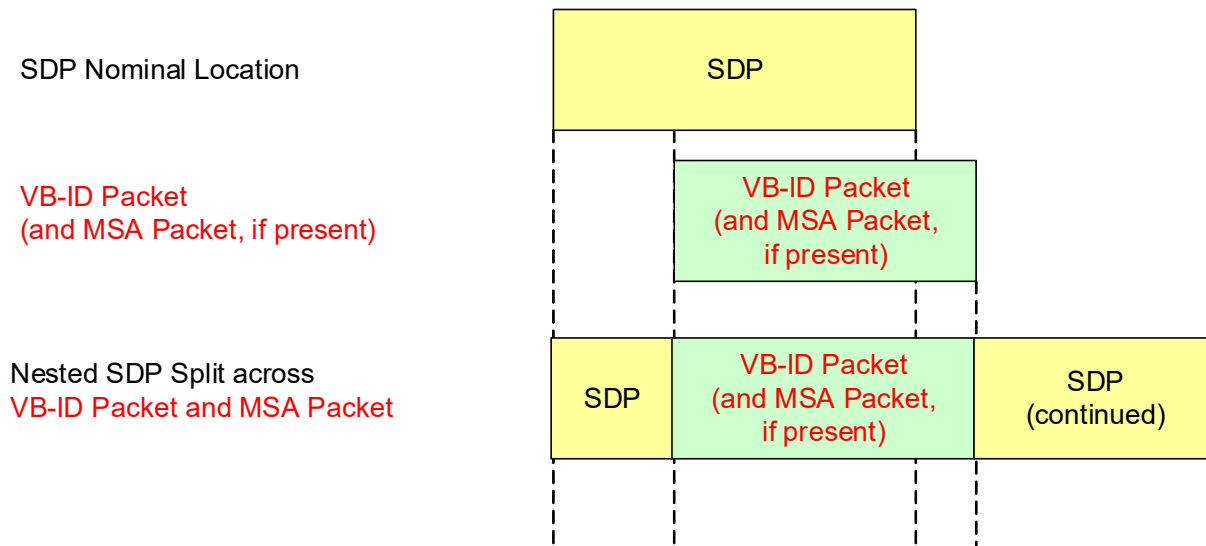 SDP Nominal Location
SDP
VB-ID Packet
(and MSA Packet, if present)
VB-ID Packet
(and MSA Packet,
if present)
Nested SDP Split across
VB-ID Packet and MSA Packet
SDP
VB-ID Packet
(and MSA Packet,
if present)
SDP
(continued)